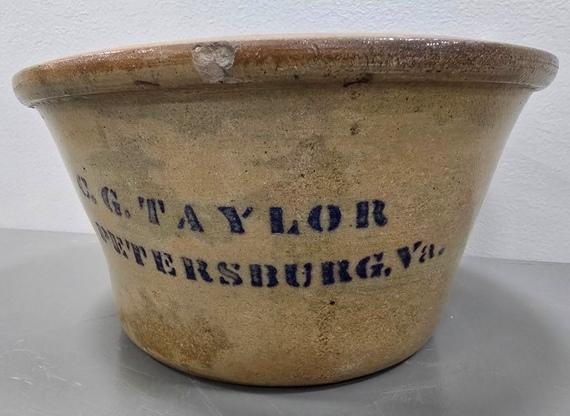 C. G. TAYLOR
PETERSBURG, Va.